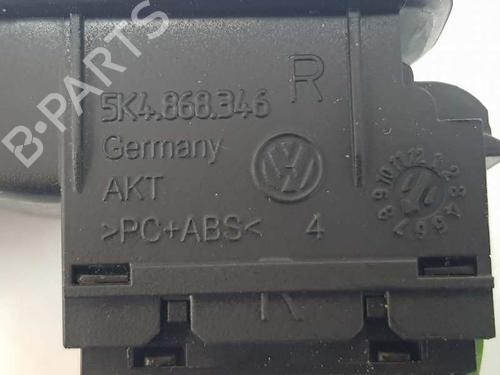 B-PARTS
R
5K4.868.346
Germany
AKT
>PC+ABS< 4
R